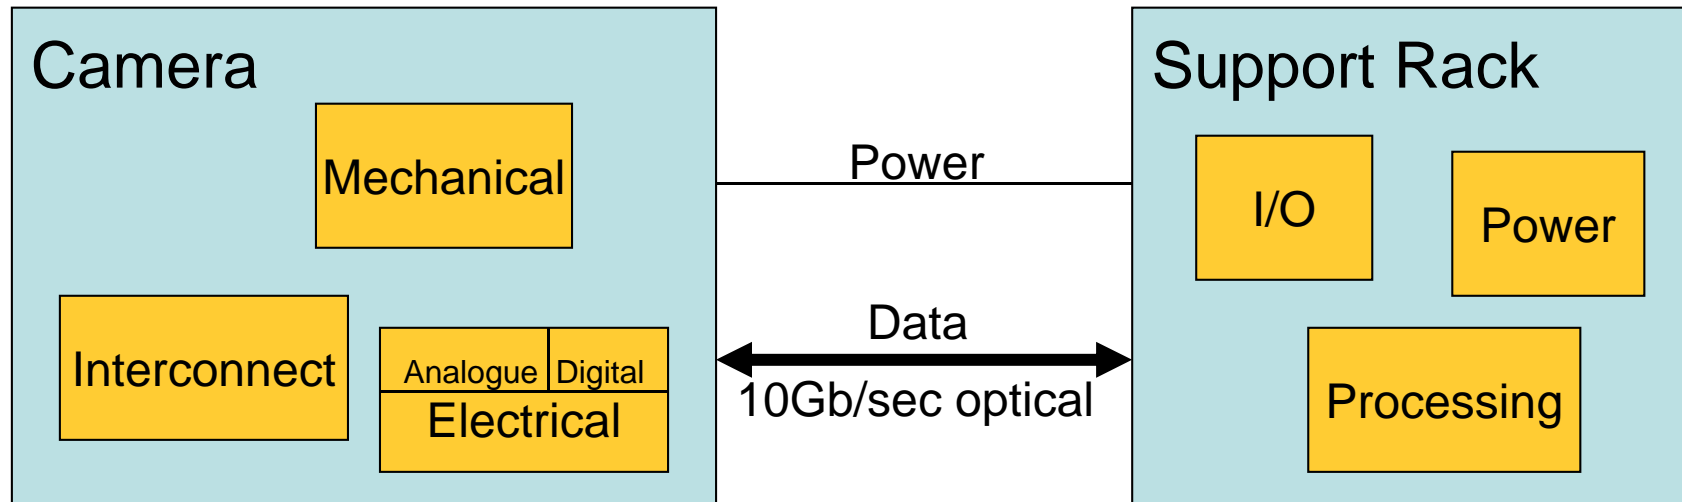 Camera
Mechanical
Interconnect
Analogue Digital
Electrical
Power
Data
10Gb/sec optical
Support Rack
I/O
Power
Processing